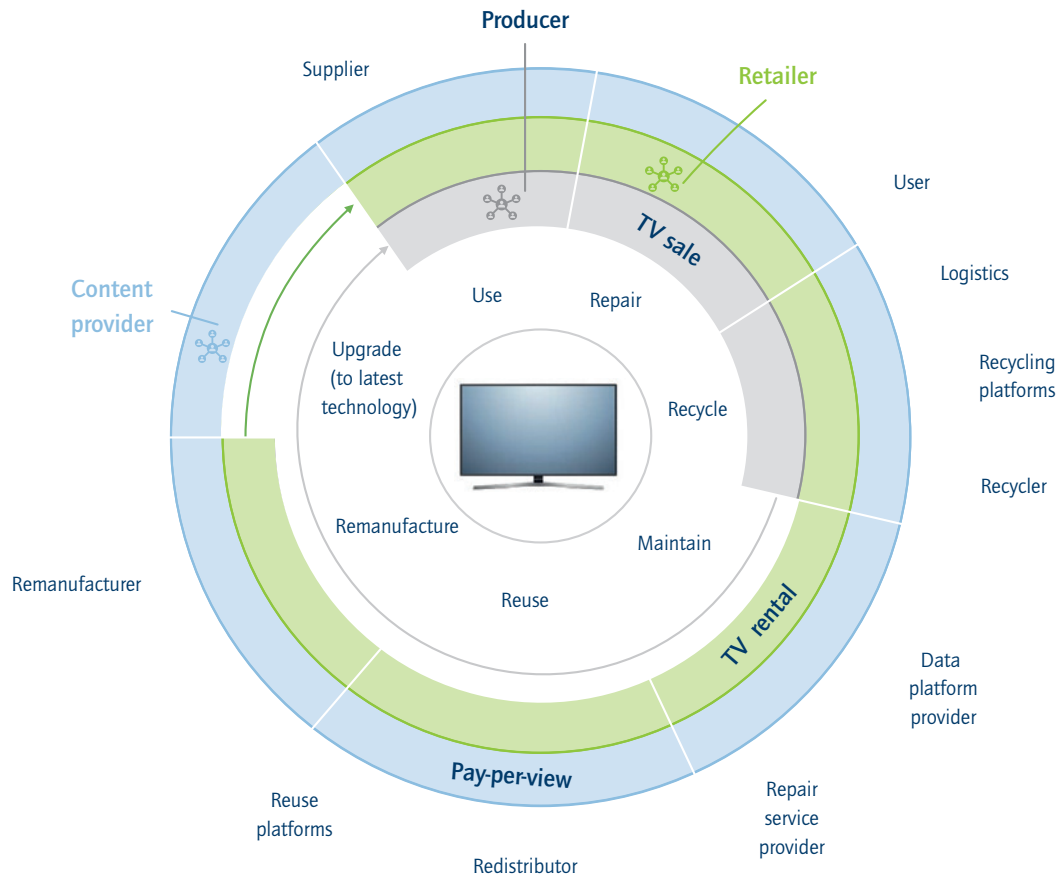 Producer
Supplier
Retailer
User
TV sale
Logistics
Content
provider
Use
Repair
Upgrade
(to latest
technology)
Recycle
Recycling
platforms
Recycler
Remanufacture
Maintain
Reuse
Remanufacturer
TV rental
Data
platform
provider
Pay-per-view
Reuse
platforms
Repair
service
provider
Redistributor